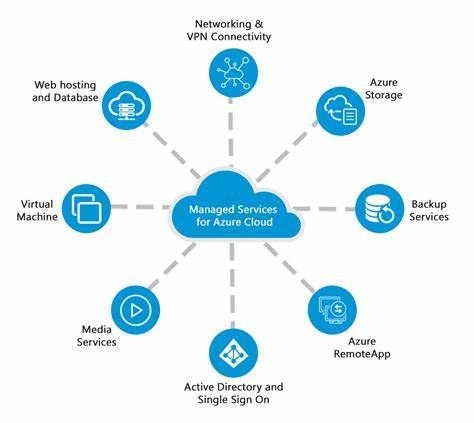 Networking &
VPN Connectivity
Web hosting
and Database
Azure
Storage
Virtual
Machine
Managed Services
for Azure Cloud
Backup
Services
Media
Services
Azure
RemoteApp
Active Directory and
Single Sign On